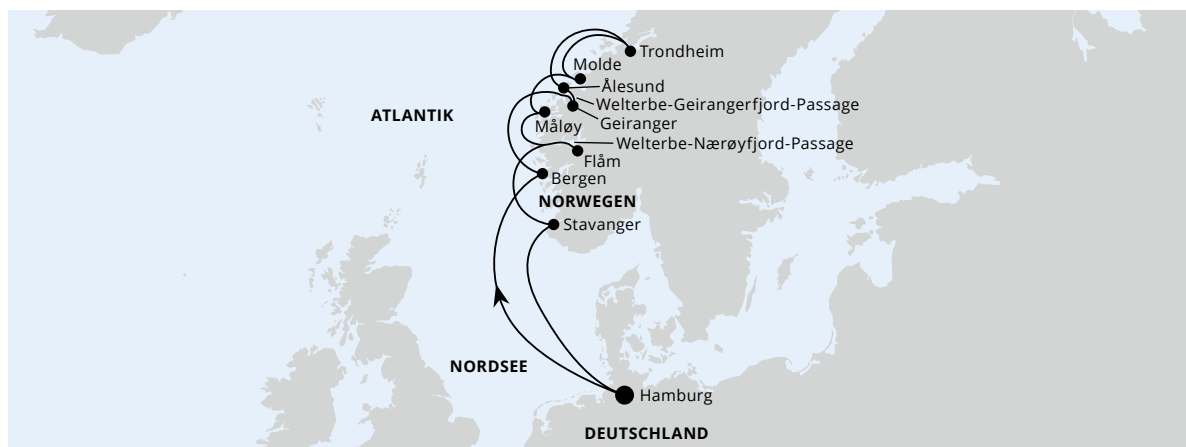 Trondheim
Molde
Ålesund
Welterbe-Geirangerfjord-Passage
ATLANTIK
Geiranger
Måløy
Welterbe-Nærøyfjord-Passage
Flåm
Bergen
NORWEGEN
Stavanger
NORDSEE
Hamburg
DEUTSCHLAND